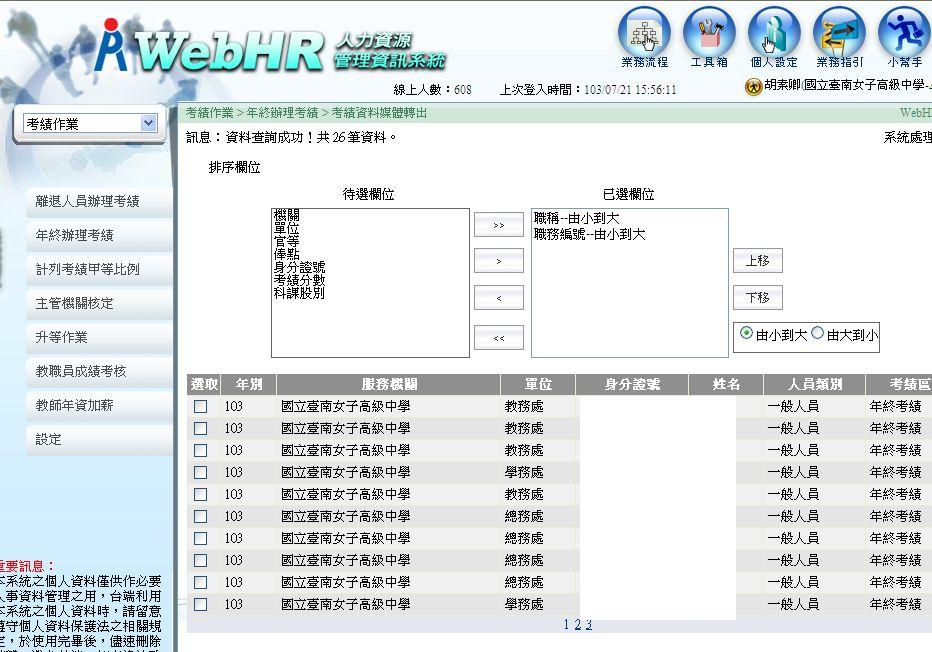 WebHR 人力資源
管理資訊系統
業務流程 工具箱 個人設定 業務指引 小幫手
線上人數：608 上次登入時間：103/07/21 15:56:11 (國立臺南女子高級中學-
考績作業
考績作業 > 年終辦理考績 > 考績資料媒體轉出 WebH
訊息：資料查詢成功！共 26 筆資料。 系統處理
排序欄位
待選欄位 已選欄位
機關
單位
官等
俸點
身分證號
考績分數
科課股別
>>
>
<
<<
職稱--由小到大
職務編號--由小到大
上移
下移
由小到大 由大到小
離退人員辦理考績
年終辦理考績
計列考績甲等比例
主管機關核定
升等作業
教職員成績考核
教師年資加薪
設定
選取 年別 服務機關 單位 身分證號 姓名 人員類別 考績區
103 國立臺南女子高級中學 教務處 一般人員 年終考績
103 國立臺南女子高級中學 教務處 一般人員 年終考績
103 國立臺南女子高級中學 教務處 一般人員 年終考績
103 國立臺南女子高級中學 學務處 一般人員 年終考績
103 國立臺南女子高級中學 教務處 一般人員 年終考績
103 國立臺南女子高級中學 總務處 一般人員 年終考績
103 國立臺南女子高級中學 總務處 一般人員 年終考績
103 國立臺南女子高級中學 總務處 一般人員 年終考績
103 國立臺南女子高級中學 總務處 一般人員 年終考績
103 國立臺南女子高級中學 學務處 一般人員 年終考績
1 2 3
重要訊息：
本系統之個人資料僅供作必要
人事資料管理之用，台端利用
本系統之個人資料時，請留意
遵守個人資料保護法之相關規
定，於使用完畢後，儘速刪除